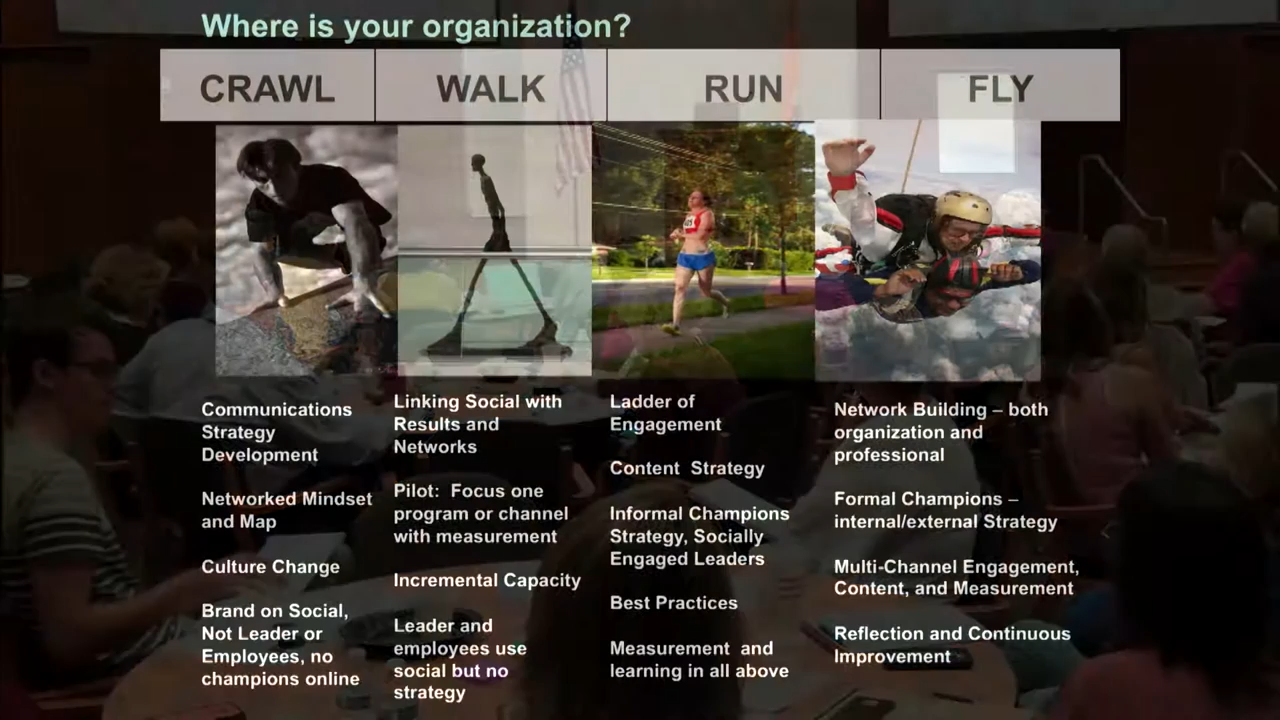 Where is your organization?
CRAWL
WALK
RUN
FLY
Communications
Strategy
Development
Networked Mindset
and Map
Culture Change
Brand on Social,
Not Leader or
Employees, no
champions online
Linking Social with
Results and
Networks
Pilot: Focus one
program or channel
with measurement
Incremental Capacity
Leader and
employees use
social but no
strategy
Ladder of
Engagement
Content Strategy
Informal Champions
Strategy, Socially
Engaged Leaders
Best Practices
Measurement and
learning in all above
Network Building – both
organization and
professional
Formal Champions –
internal/external Strategy
Multi-Channel Engagement,
Content, and Measurement
Reflection and Continuous
Improvement